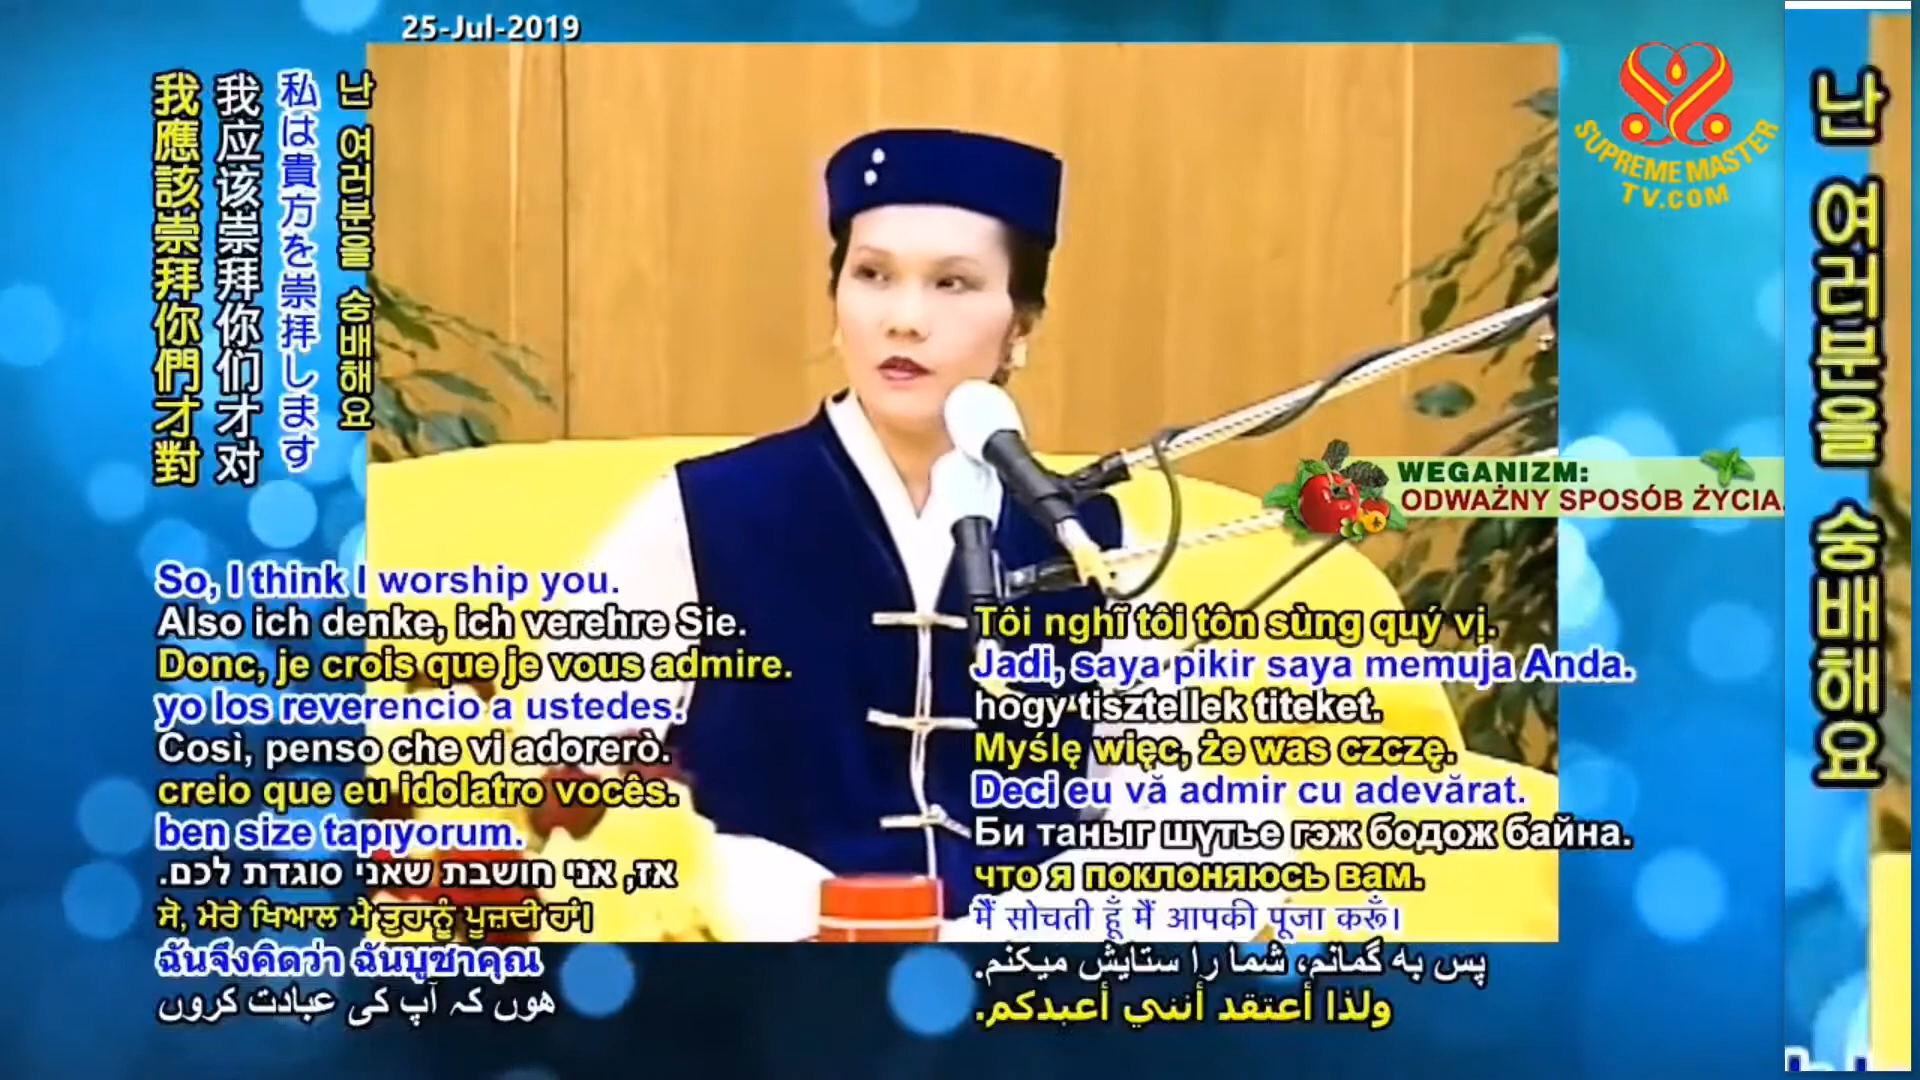 25-Jul-2019
난 여러분을 숭배해요
私は貴方を崇拝します
我应该崇拜你们才对
我應該崇拜你們才對
SUPREME MASTER
TV.COM
난 여러분을 숭배해요
WEGANIZM:
ODWAŻNY SPOSÓB ŻYCIA.
So, I think I worship you.
Also ich denke, ich verehre Sie.
Donc, je crois que je vous admire.
yo los reverencio a ustedes.
Così, penso che vi adorerò.
creio que eu idolatro vocês.
ben size tapıyorum.
אז, אני חושבת שאני סוגדת לכם.
ਸੋ, ਮੇਰੇ ਖਿਆਲ ਮੈ ਤੁਹਾਨੂੰ ਪੂਜ਼ਦੀ ਹਾਂ।
ฉันจึงคิดว่า ฉันบูชาคุณ
ھوں کہ آپ کی عبادت کروں
Tôi nghĩ tôi tôn sùng quý vị.
Jadi, saya pikir saya memuja Anda.
hogy tisztellek titeket.
Myślę więc, że was czczę.
Deci eu vă admir cu adevărat.
Би таныг шүтье гэж бодож байна.
что я поклоняюсь вам.
मैं सोचती हूँ मैं आपकी पूजा करूँ।
پس به گمانم، شما را ستایش میکنم.
ولذا أعتقد أنني أعبدكم.